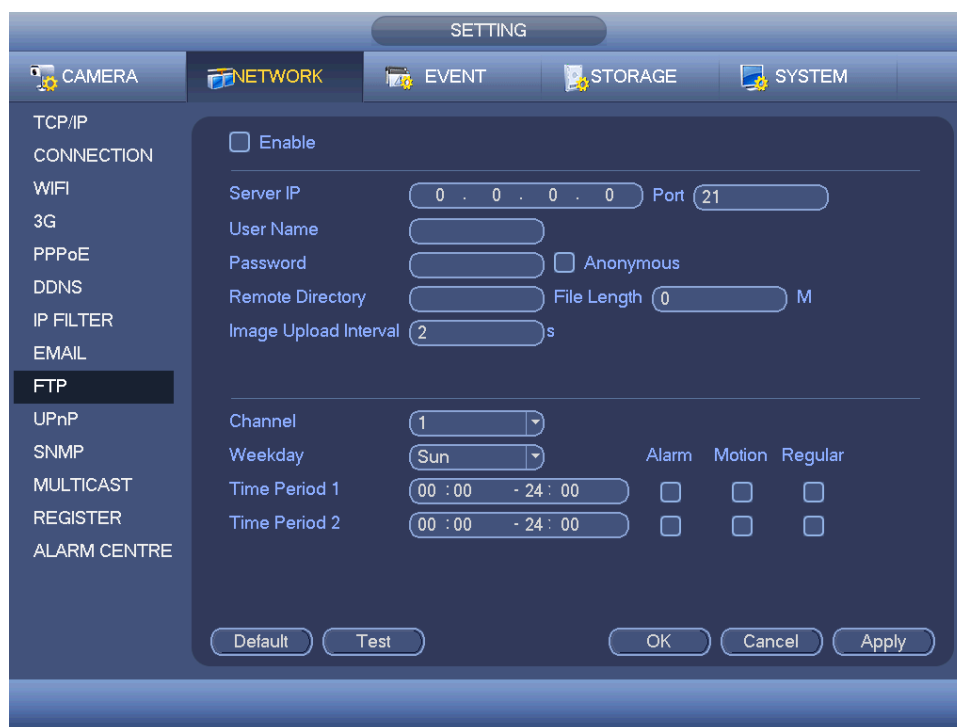 SETTING
CAMERA NETWORK EVENT STORAGE SYSTEM
TCP/IP
CONNECTION
WIFI
3G
PPPoE
DDNS
IP FILTER
EMAIL
FTP
UPnP
SNMP
MULTICAST
REGISTER
ALARM CENTRE
Enable
Server IP 0 . 0 . 0 . 0 Port 21
User Name
Password Anonymous
Remote Directory File Length 0 M
Image Upload Interval 2 s
Channel 1
Weekday Sun Alarm Motion Regular
Time Period 1 00 :00 - 24 : 00
Time Period 2 00 :00 - 24 : 00
Default Test OK Cancel Apply